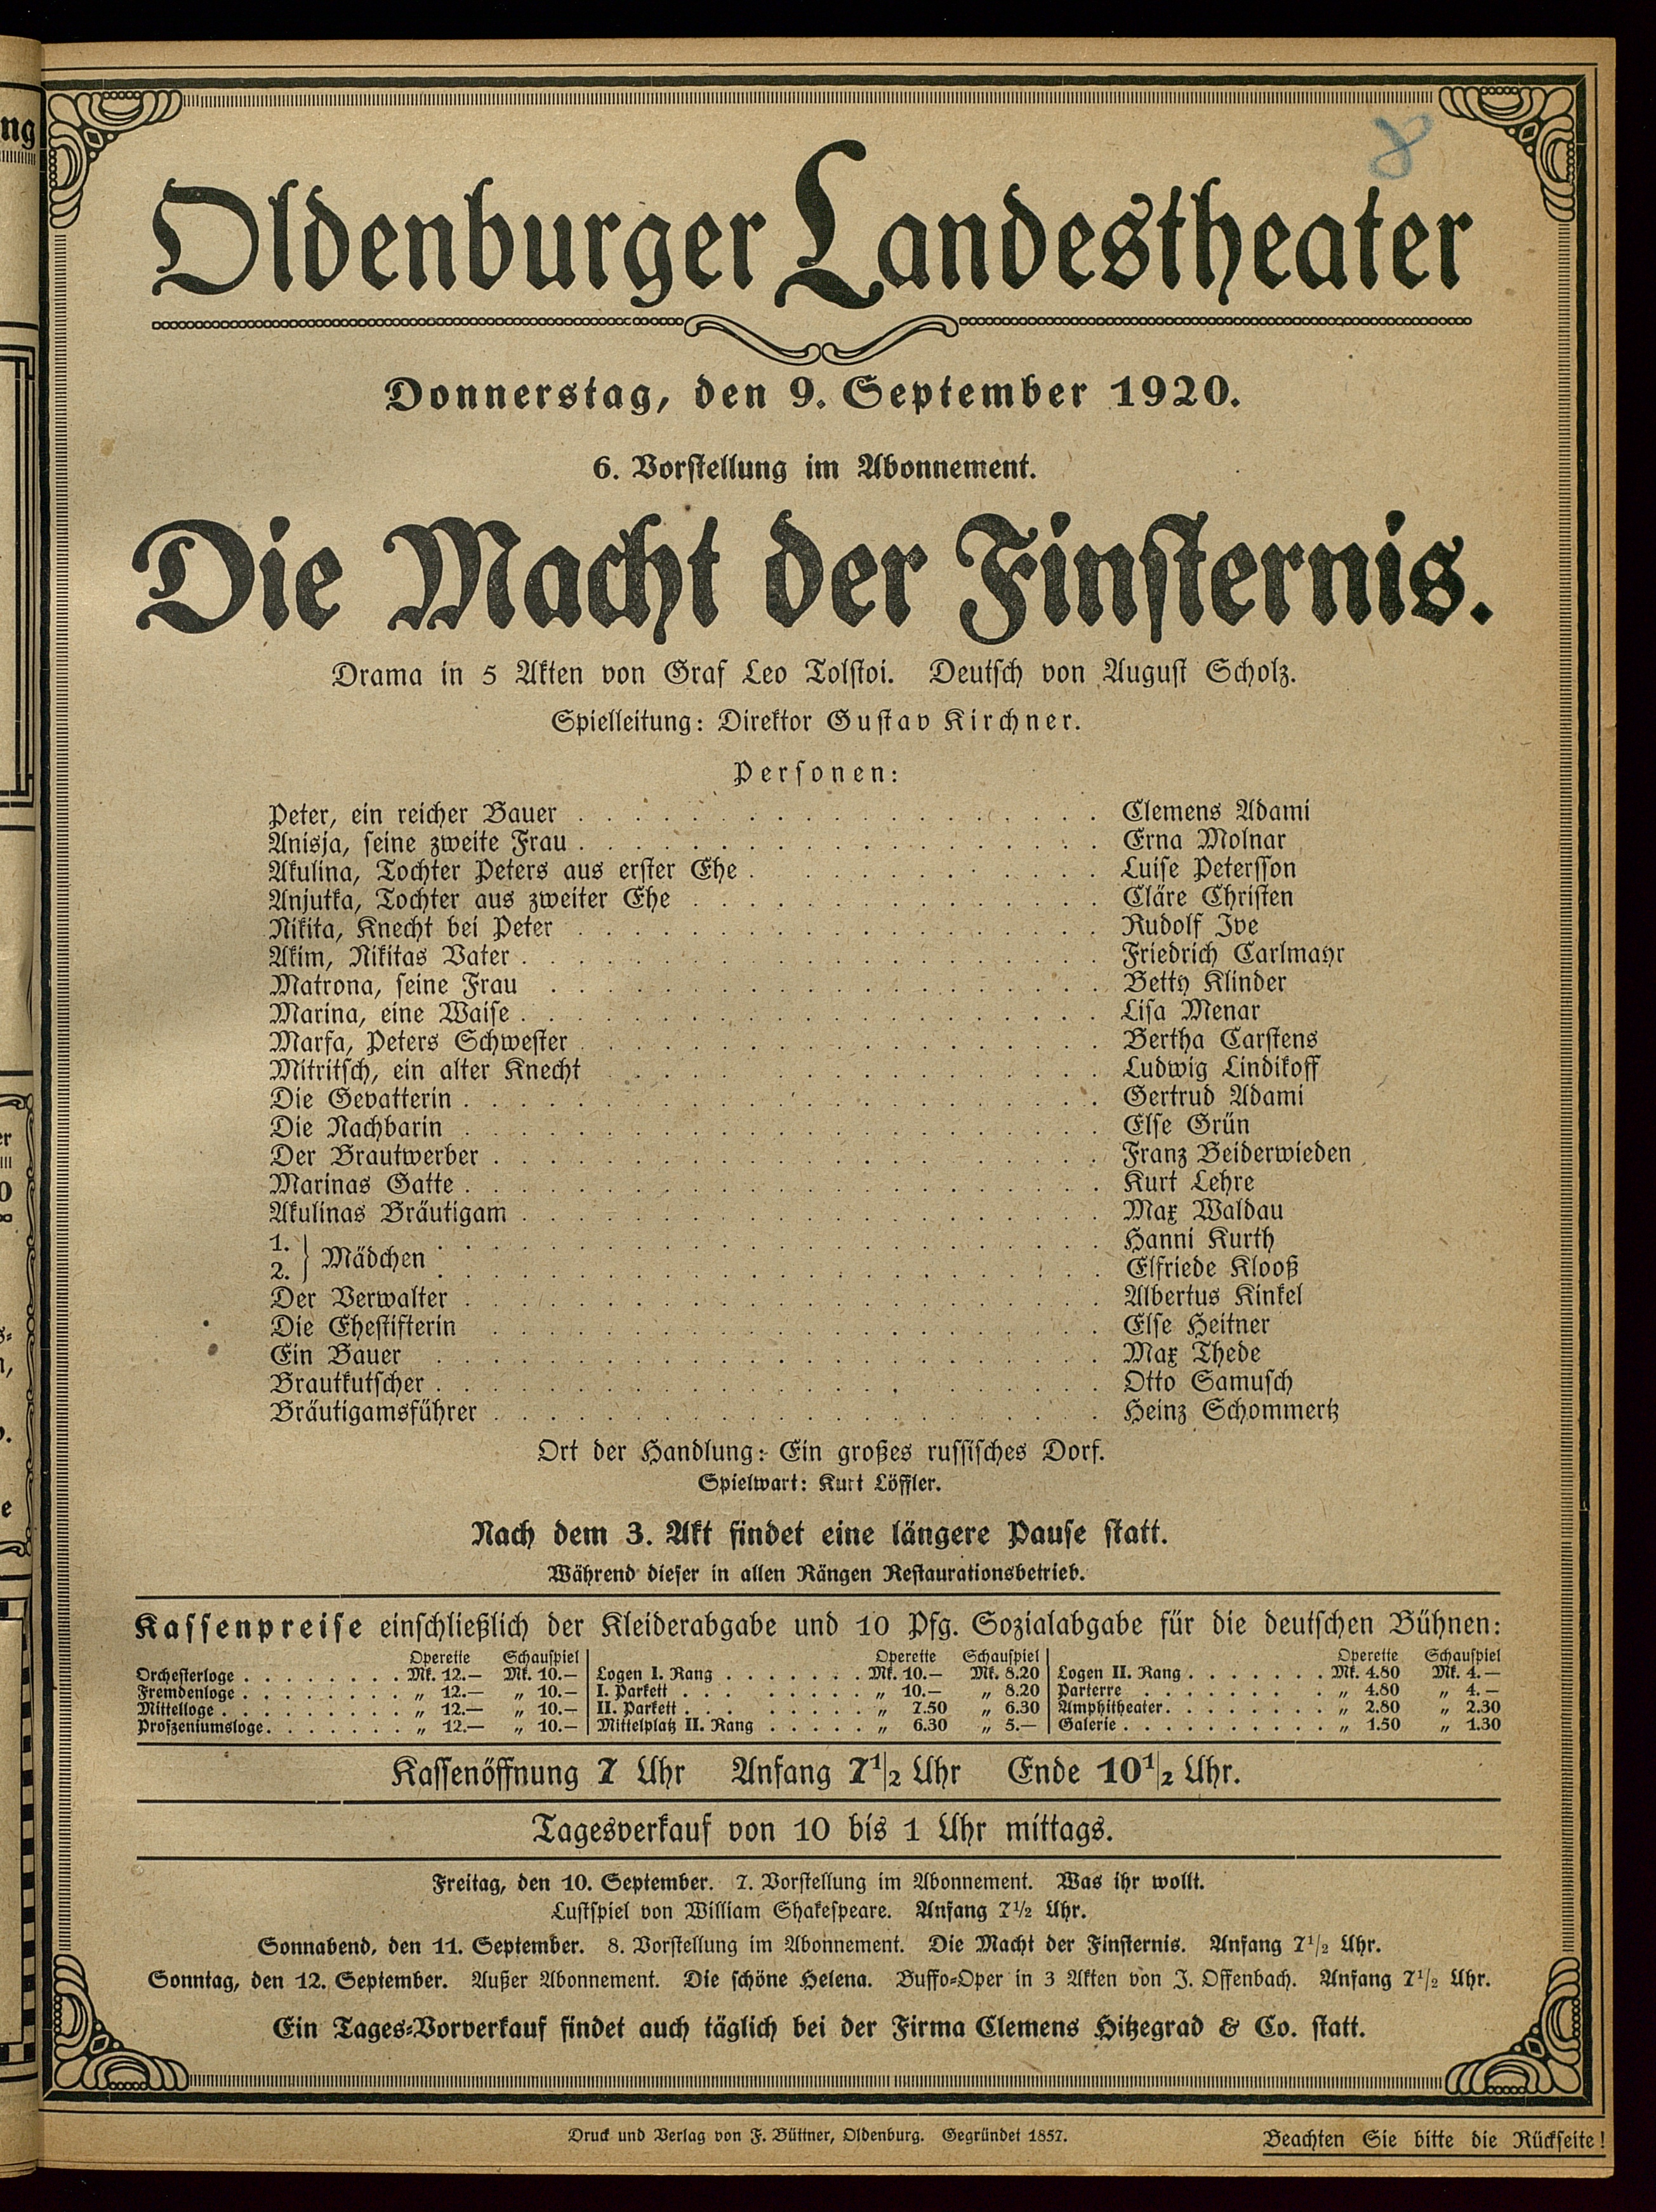 8
Oldenburger Landestheater
Donnerstag, den 9. September 1920.
6. Vorstellung im Abonnement.
Die Macht der Finsternis.
Drama in 5 Akten von Graf Leo Tolstoi. Deutsch von August Scholz.
Spielleitung: Direktor Gustav Kirchner.
Personen:
Peter, ein reicher Bauer . . . . Clemens Adami
Anisja, seine zweite Frau . . . . Erna Molnar
Akulina, Tochter Peters aus erster Ehe . . . . Luise Petersson
Anjutka, Tochter aus zweiter Ehe . . . . Cläre Christen
Nikita, Knecht bei Peter . . . . Rudolf Ive
Akim, Nikitas Vater . . . . Friedrich Carlmayr
Matrona, seine Frau . . . . Betty Klinder
Marina, eine Waise . . . . Lisa Menar
Marfa, Peters Schwester . . . . Bertha Carstens
Mitritsch, ein alter Knecht . . . . Ludwig Lindikoff
Die Gevatterin . . . . Gertrud Adami
Die Nachbarin . . . . Else Grün
Der Brautwerber . . . . Franz Beiderwieden
Marinas Gatte . . . . Kurt Lehre
Akulinas Bräutigam . . . . Max Waldau
1. } Mädchen . . . . Hanni Kurth
2. } . . . . Elfriede Klooß
Der Verwalter . . . . Albertus Kinkel
Die Ehestifterin . . . . Else Heitner
Ein Bauer . . . . Max Thede
Brautkutscher . . . . Otto Samusch
Bräutigamsführer . . . . Heinz Schommertz
Ort der Handlung: Ein großes russisches Dorf.
Spielwart: Kurt Löffler.
Nach dem 3. Akt findet eine längere Pause statt.
Während dieser in allen Rängen Restaurationsbetrieb.
Kassenpreise einschließlich der Kleiderabgabe und 10 Pfg. Sozialabgabe für die deutschen Bühnen:
Operette Schauspiel | Operette Schauspiel | Operette Schauspiel
Orchesterloge . . . . Mk. 12.— Mk. 10.— | Logen I. Rang . . . . Mk. 10.— Mk. 8.20 | Logen II. Rang . . . . Mk. 4.80 Mk. 4.—
Fremdenloge . . . . „ 12.— „ 10.— | I. Parkett . . . . „ 10.— „ 8.20 | Parterre . . . . „ 4.80 „ 4.—
Mittelloge . . . . „ 12.— „ 10.— | II. Parkett . . . . „ 7.50 „ 6.30 | Amphitheater . . . . „ 2.80 „ 2.30
Proszeniumsloge . . . . „ 12.— „ 10.— | Mittelplatz II. Rang . . . . „ 6.30 „ 5.— | Galerie . . . . „ 1.50 „ 1.30
Kassenöffnung 7 Uhr Anfang 7 1/2 Uhr Ende 10 1/2 Uhr.
Tagesverkauf von 10 bis 1 Uhr mittags.
Freitag, den 10. September. 7. Vorstellung im Abonnement. Was ihr wollt.
Lustspiel von William Shakespeare. Anfang 7 1/2 Uhr.
Sonnabend, den 11. September. 8. Vorstellung im Abonnement. Die Macht der Finsternis. Anfang 7 1/2 Uhr.
Sonntag, den 12. September. Außer Abonnement. Die schöne Helena. Buffo-Oper in 3 Akten von J. Offenbach. Anfang 7 1/2 Uhr.
Ein Tages-Vorverkauf findet auch täglich bei der Firma Clemens Hitzegrad & Co. statt.
Druck und Verlag von F. Büttner, Oldenburg. Gegründet 1857.
Beachten Sie bitte die Rückseite!